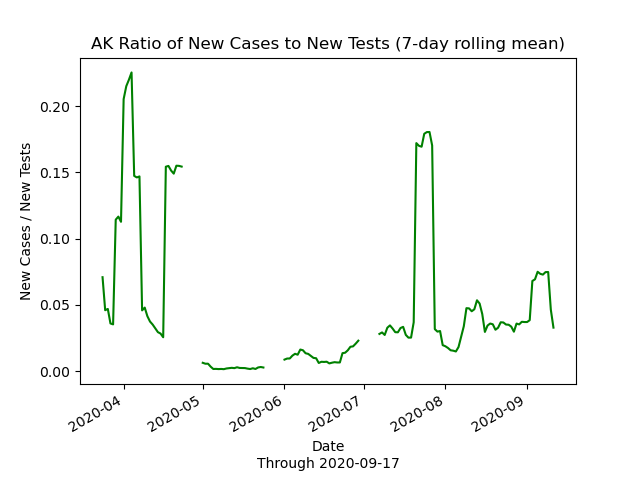 AK Ratio of New Cases to New Tests (7-day rolling mean)
New Cases / New Tests
0.20
0.15
0.10
0.05
0.00
2020-04
2020-05
2020-06
2020-07
2020-08
2020-09
Date
Through 2020-09-17